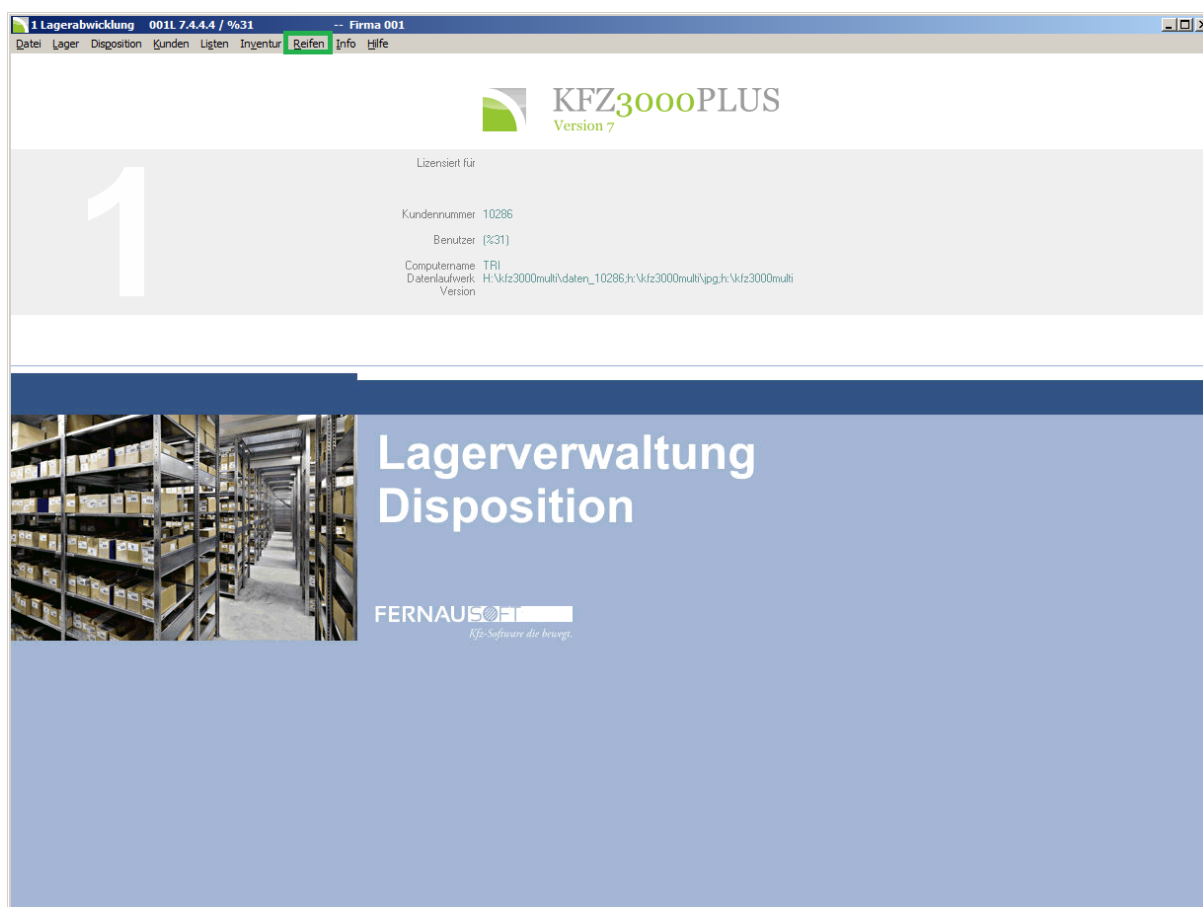 1 Lagerabwicklung 001L 7.4.4.4 / %31 -- Firma 001
Datei Lager Disposition Kunden Listen Inventur Reifen Info Hilfe
KFZ3000PLUS
Version 7
1
Lizensiert für
Kundennummer 10286
Benutzer (%31)
Computername TRI
Datenlaufwerk H:\kfz3000multi\daten_10286;h:\kfz3000multi\jpg;h:\kfz3000multi
Version
Lagerverwaltung
Disposition
FERNAUSOFT
Kfz-Software die bewegt.